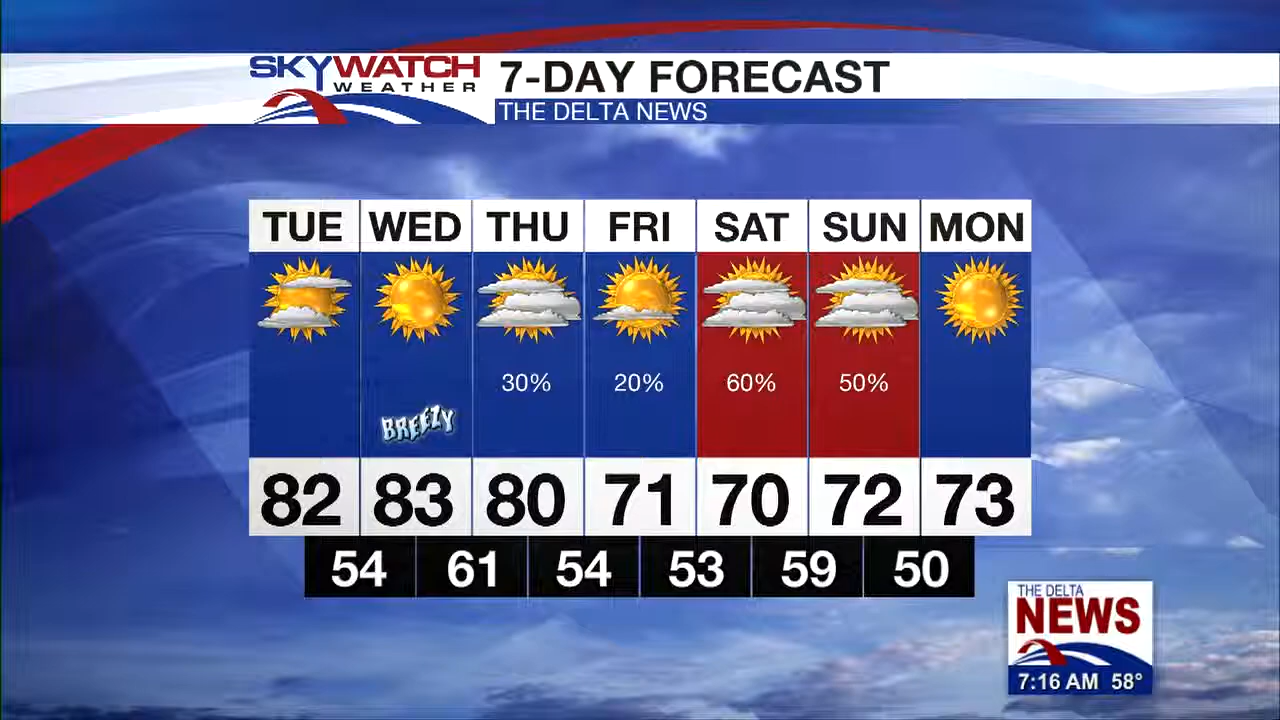 SKYWATCH
WEATHER
7-DAY FORECAST
THE DELTA NEWS
TUE WED THU FRI SAT SUN MON
30% 20% 60% 50%
BREEZY
82 83 80 71 70 72 73
54 61 54 53 59 50
THE DELTA
NEWS
7:16 AM 58°